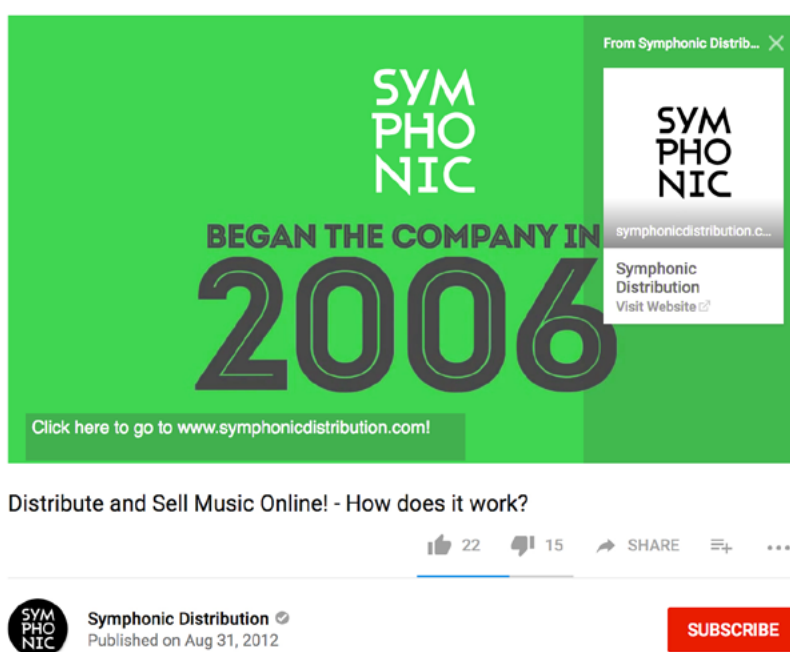 From Symphonic Distrib...
SYM
PHO
NIC
SYM
PHO
NIC
symphonicdistribution.c...
BEGAN THE COMPANY IN
2006
Symphonic
Distribution
Visit Website
Click here to go to www.symphonicdistribution.com!
Distribute and Sell Music Online! - How does it work?
22 15 SHARE
SYM
PHO
NIC
Symphonic Distribution
Published on Aug 31, 2012
SUBSCRIBE